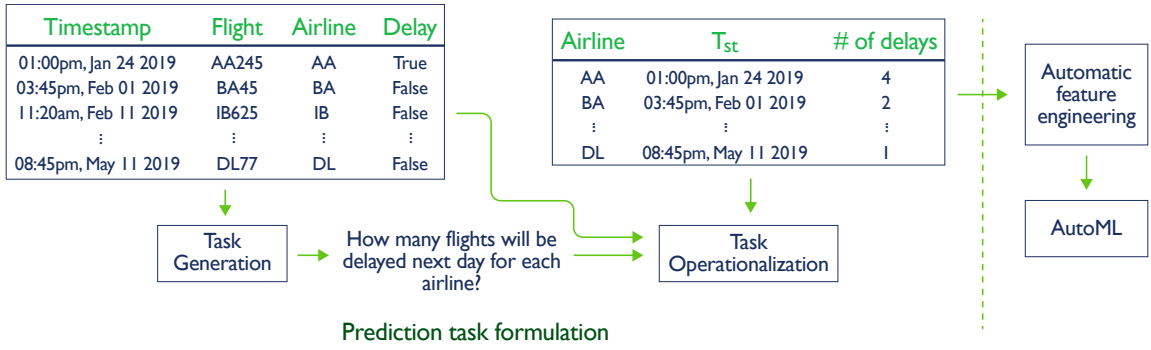 Timestamp Flight Airline Delay
01:00pm, Jan 24 2019 AA245 AA True
03:45pm, Feb 01 2019 BA45 BA False
11:20am, Feb 11 2019 IB625 IB False
⋮ ⋮ ⋮ ⋮
08:45pm, May 11 2019 DL77 DL False
Airline Tst # of delays
AA 01:00pm, Jan 24 2019 4
BA 03:45pm, Feb 01 2019 2
⋮ ⋮ ⋮
DL 08:45pm, May 11 2019 1
Automatic
feature
engineering
AutoML
Task
Generation
How many flights will be
delayed next day for each
airline?
Task
Operationalization
Prediction task formulation